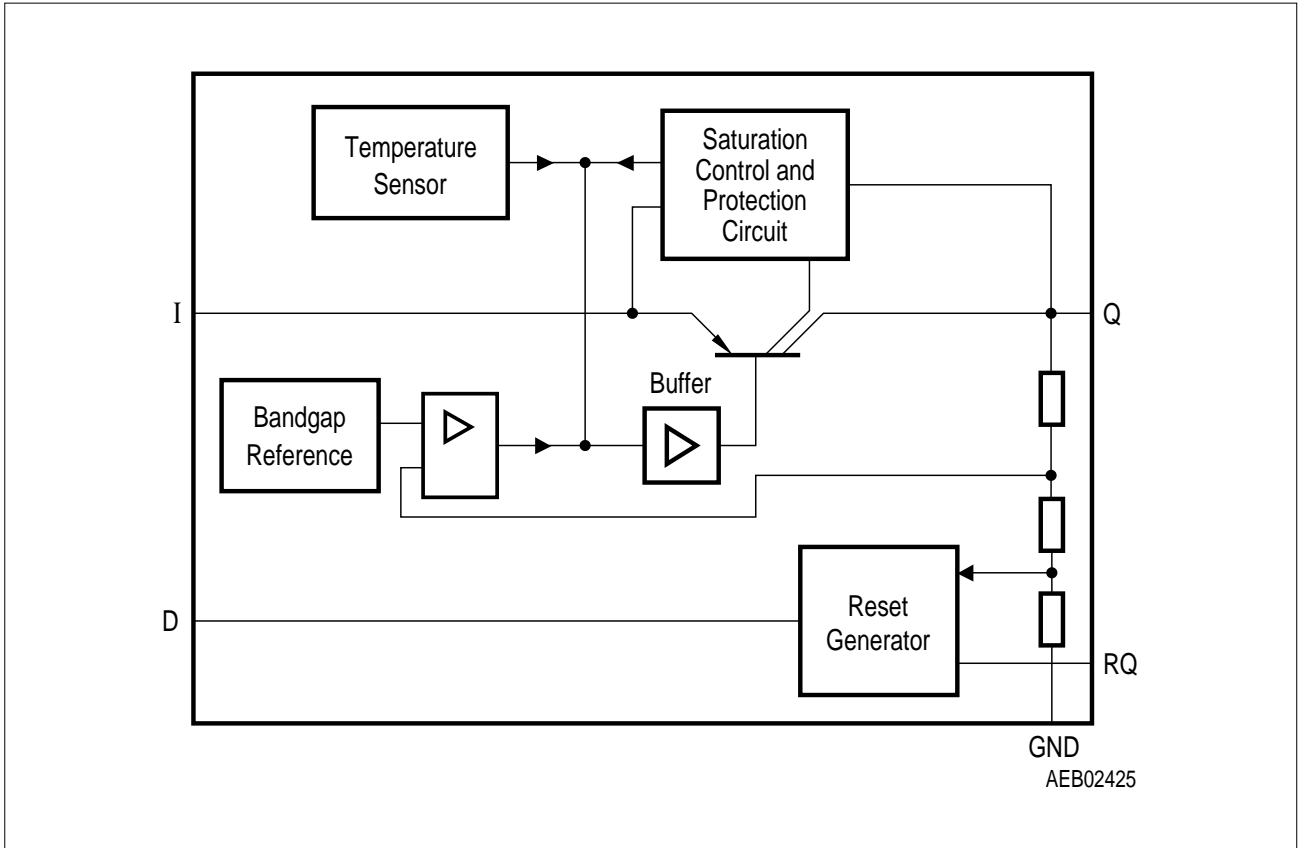 Temperature
Sensor
Saturation
Control and
Protection
Circuit
I
Q
Buffer
Bandgap
Reference
Reset
Generator
D
RQ
GND
AEB02425